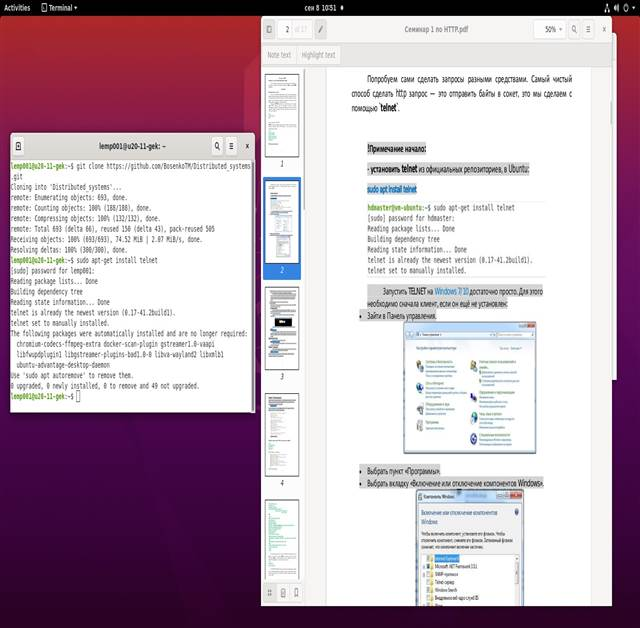 Activities
Terminal
сен 8 10:51
lemp001@u20-11-gek: ~
lemp001@u20-11-gek:~$ git clone https://github.com/BosenkoTM/Distributed_systems
.git
Cloning into 'Distributed_systems'...
remote: Enumerating objects: 693, done.
remote: Counting objects: 100% (188/188), done.
remote: Compressing objects: 100% (132/132), done.
remote: Total 693 (delta 66), reused 150 (delta 43), pack-reused 505
Receiving objects: 100% (693/693), 74.52 MiB | 2.07 MiB/s, done.
Resolving deltas: 100% (300/300), done.
lemp001@u20-11-gek:~$ sudo apt-get install telnet
[sudo] password for lemp001:
Reading package lists... Done
Building dependency tree
Reading state information... Done
telnet is already the newest version (0.17-41.2build1).
telnet set to manually installed.
The following packages were automatically installed and are no longer required:
chromium-codecs-ffmpeg-extra docker-scan-plugin gstreamer1.0-vaapi
libfwupdplugin1 libgstreamer-plugins-bad1.0-0 libva-wayland2 libxmlb1
ubuntu-advantage-desktop-daemon
Use 'sudo apt autoremove' to remove them.
0 upgraded, 0 newly installed, 0 to remove and 49 not upgraded.
lemp001@u20-11-gek:~$
2
of 17
Семинар 1 по HTTP.pdf
50%
Note text
Highlight text
1
2
3
4
Попробуем сами сделать запросы разными средствами. Самый чистый
способ сделать http запрос — это отправить байты в сокет, это мы сделаем с
помощью `telnet`.
!Примечание начало:
- установить telnet из официальных репозиториев, в Ubuntu:
sudo apt install telnet
hdmaster@vm-ubuntu:~$ sudo apt-get install telnet
[sudo] password for hdmaster:
Reading package lists... Done
Building dependency tree
Reading state information... Done
telnet is already the newest version (0.17-41.2build1).
telnet set to manually installed.
Запустить TELNET на Windows 7/10 достаточно просто. Для этого
необходимо сначала клиент, если он ещё не установлен:
• Зайти в Панель управления.
• Выбрать пункт «Программы».
• Выбрать вкладку «Включение или отключение компонентов Windows».
Компоненты Windows
Включение или отключение компонентов
Windows
Telnet-сервер
Windows Search